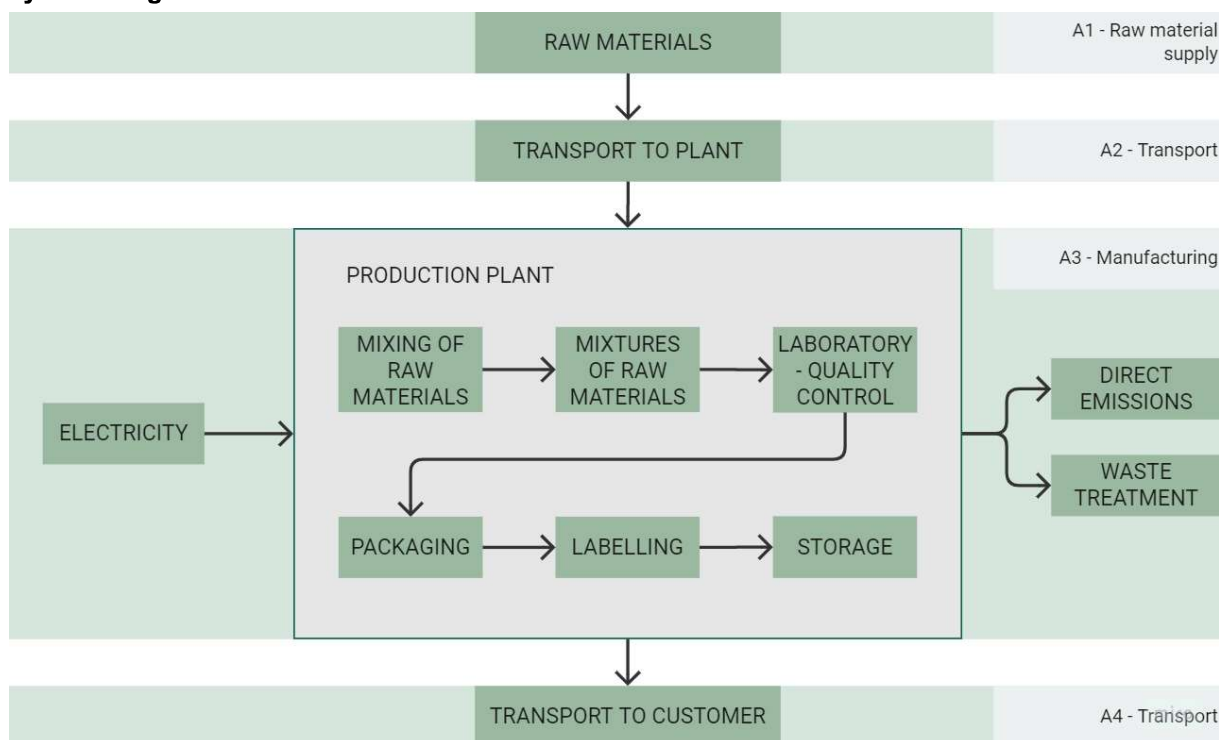 RAW MATERIALS
A1 - Raw material
supply
TRANSPORT TO PLANT
A2 - Transport
A3 - Manufacturing
PRODUCTION PLANT
MIXING OF
RAW
MATERIALS
MIXTURES
OF RAW
MATERIALS
LABORATORY
- QUALITY
CONTROL
ELECTRICITY
DIRECT
EMISSIONS
WASTE
TREATMENT
PACKAGING
LABELLING
STORAGE
TRANSPORT TO CUSTOMER
A4 - Transport
miro